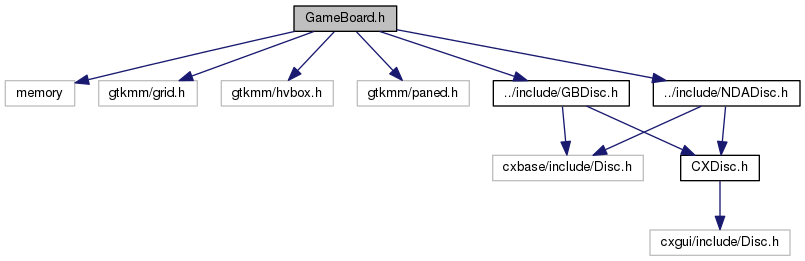 GameBoard.h
memory
gtkmm/grid.h
gtkmm/hvbox.h
gtkmm/paned.h
../include/GBDisc.h
../include/NDADisc.h
cxbase/include/Disc.h
CXDisc.h
cxgui/include/Disc.h